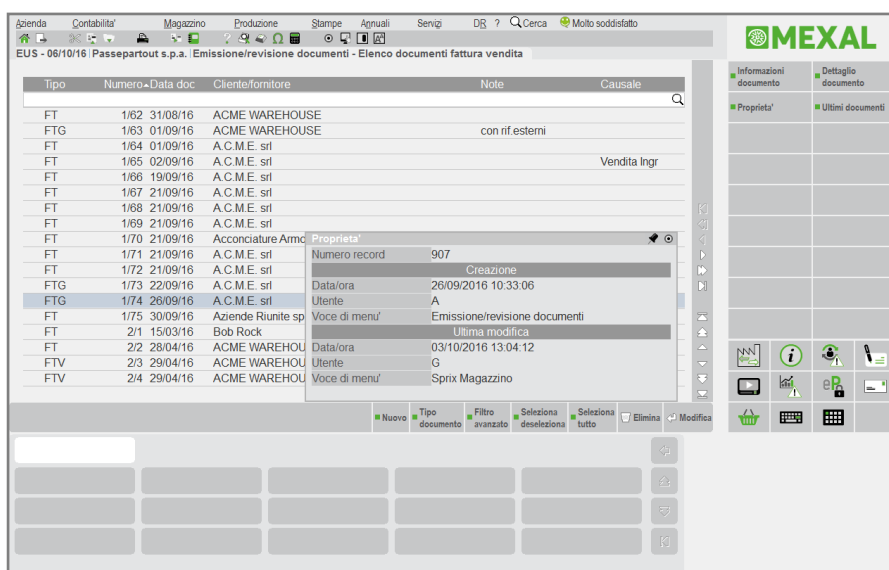 Azienda Contabilita' Magazzino Produzione Stampe Annuali Servizi DR ? Cerca Molto soddisfatto
EUS - 06/10/16 Passepartout s.p.a. Emissione/revisione documenti - Elenco documenti fattura vendita
MEXAL
Informazioni documento
Dettaglio documento
Proprieta'
Ultimi documenti
Tipo Numero Data doc Cliente/fornitore Note Causale
FT 1/62 31/08/16 ACME WAREHOUSE
FTG 1/63 01/09/16 ACME WAREHOUSE con rif.esterni
FT 1/64 01/09/16 A.C.M.E. srl
FT 1/65 02/09/16 A.C.M.E. srl Vendita Ingr
FT 1/66 19/09/16 A.C.M.E. srl
FT 1/67 21/09/16 A.C.M.E. srl
FT 1/68 21/09/16 A.C.M.E. srl
FT 1/69 21/09/16 A.C.M.E. srl
FT 1/70 21/09/16 Acconciature Armo
FT 1/71 21/09/16 A.C.M.E. srl
FT 1/72 21/09/16 A.C.M.E. srl
FTG 1/73 22/09/16 A.C.M.E. srl
FTG 1/74 26/09/16 A.C.M.E. srl
FT 1/75 30/09/16 Aziende Riunite sp
FT 2/1 15/03/16 Bob Rock
FT 2/2 28/04/16 ACME WAREHOU
FTV 2/3 29/04/16 ACME WAREHOU
FTV 2/4 29/04/16 ACME WAREHOU
Proprieta'
Numero record 907
Creazione
Data/ora 26/09/2016 10:33:06
Utente A
Voce di menu' Emissione/revisione documenti
Ultima modifica
Data/ora 03/10/2016 13:04:12
Utente G
Voce di menu' Sprix Magazzino
Nuovo
Tipo documento
Filtro avanzato
Seleziona deseleziona
Seleziona tutto
Elimina
Modifica